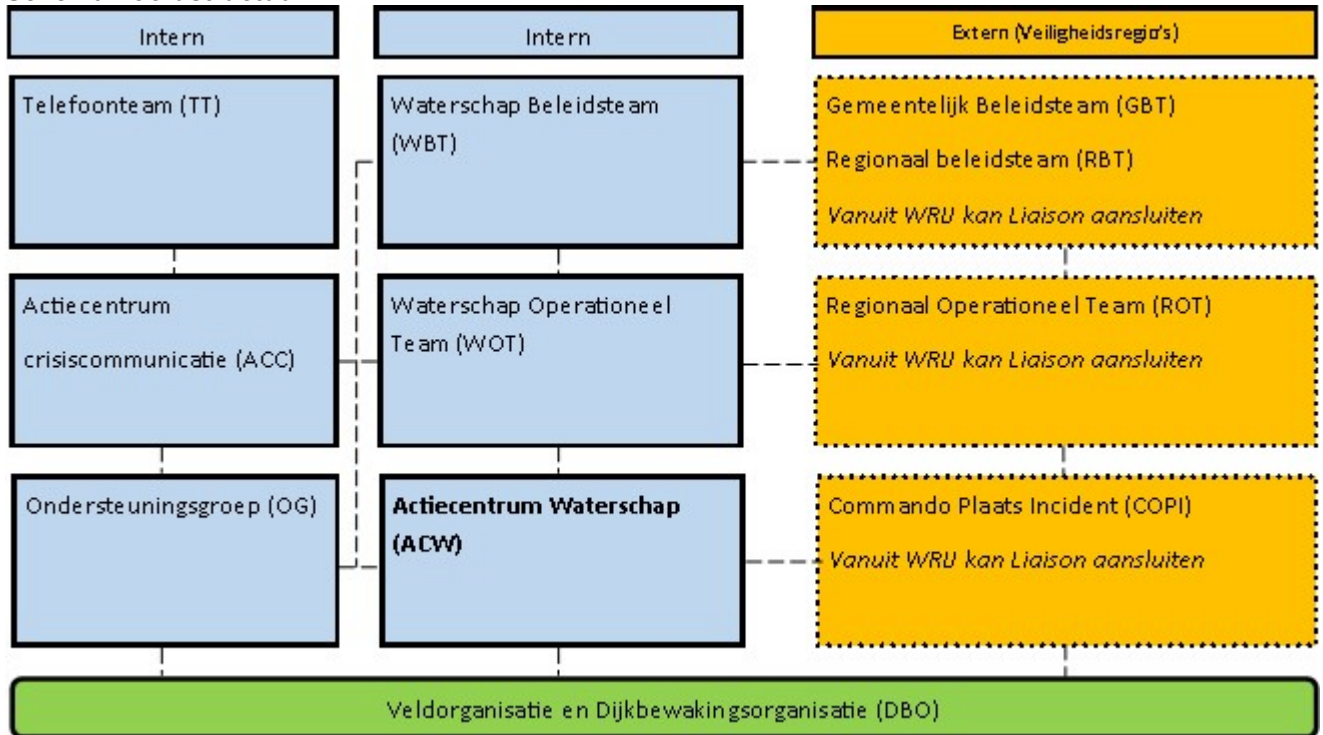 Intern
Intern
Extern (Veiligheidsregio's)
Telefoonteam (TT)
Waterschap Beleidsteam
(WBT)
Gemeentelijk Beleidsteam (GBT)
Regionaal beleidsteam (RBT)
Vanuit WRIJ kan Liaison aansluiten
Actiecentrum
crisiscommunicatie (ACC)
Waterschap Operationeel
Team (WOT)
Regionaal Operationeel Team (ROT)
Vanuit WRIJ kan Liaison aansluiten
Ondersteuningsgroep (OG)
Actiecentrum Waterschap
(ACW)
Commando Plaats Incident (COPI)
Vanuit WRIJ kan Liaison aansluiten
Veldorganisatie en Dijkbewakingsorganisatie (DBO)